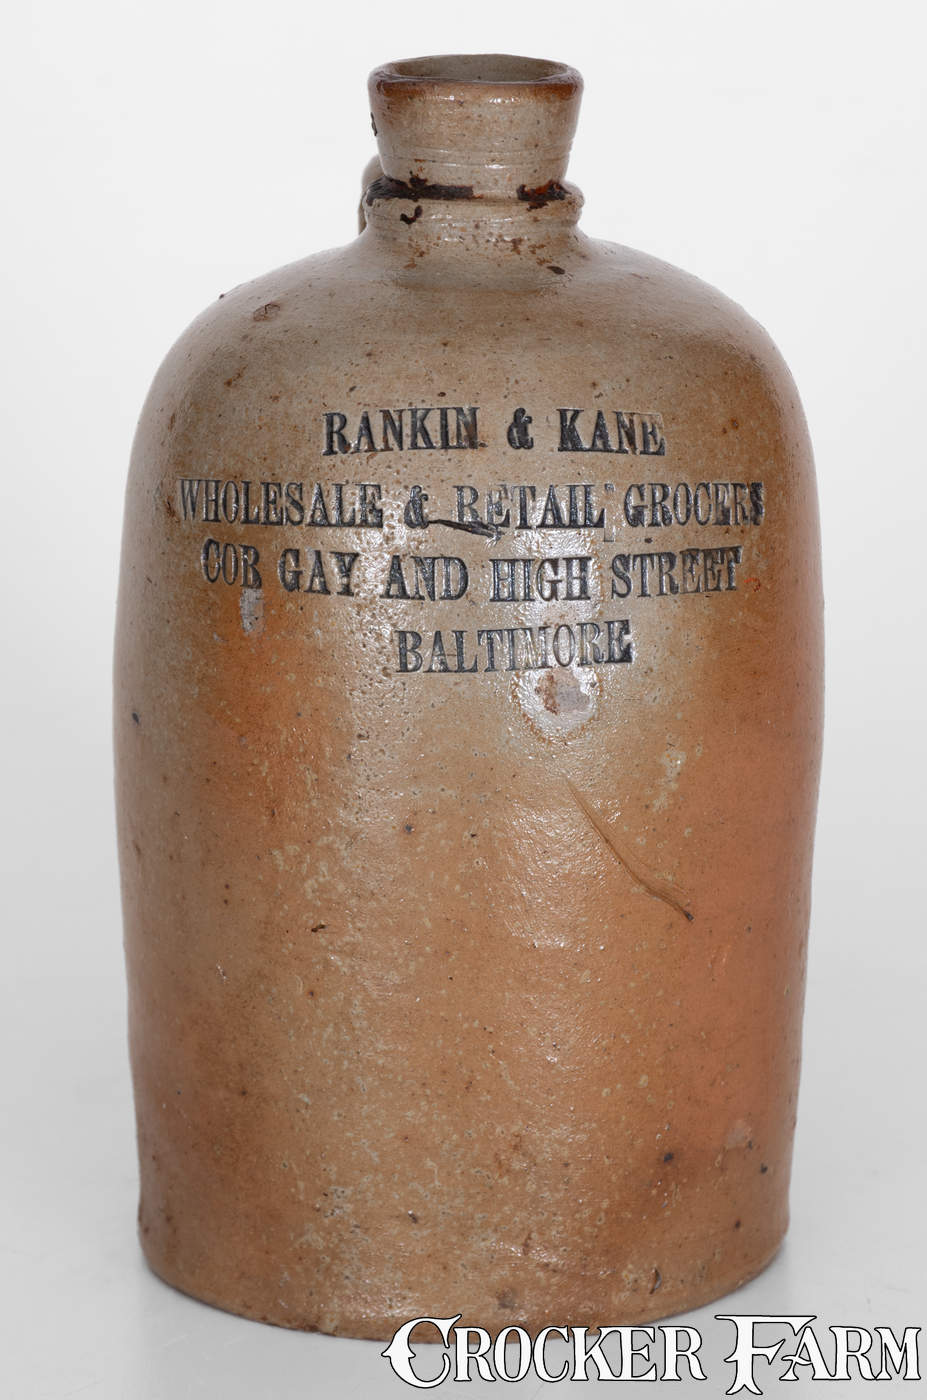 RANKIN & KANE
WHOLESALE & RETAIL GROCERS
COR GAY AND HIGH STREET
BALTIMORE
CROCKER FARM